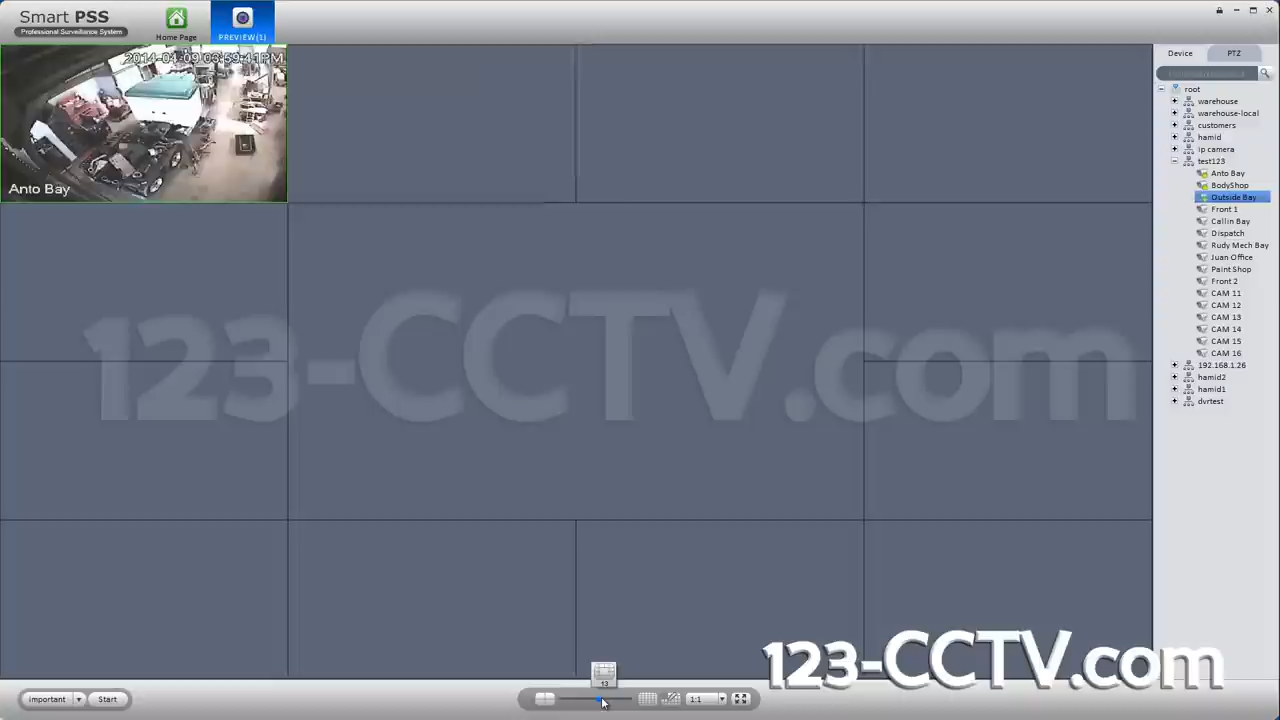 Smart PSS
Professional Surveillance System
Home Page
PREVIEW(1)
2014-04-09 03:59:41PM
Anto Bay
Device
PTZ
root
warehouse
warehouse-local
customers
hamid
ip camera
test123
Anto Bay
BodyShop
Outside Bay
Front 1
Callin Bay
Dispatch
Rudy Mech Bay
Juan Office
Paint Shop
Front 2
CAM 11
CAM 12
CAM 13
CAM 14
CAM 15
CAM 16
192.168.1.26
hamid2
hamid1
dvrtest
123-CCTV.com
123-CCTV.com
13
important
Start
1:1